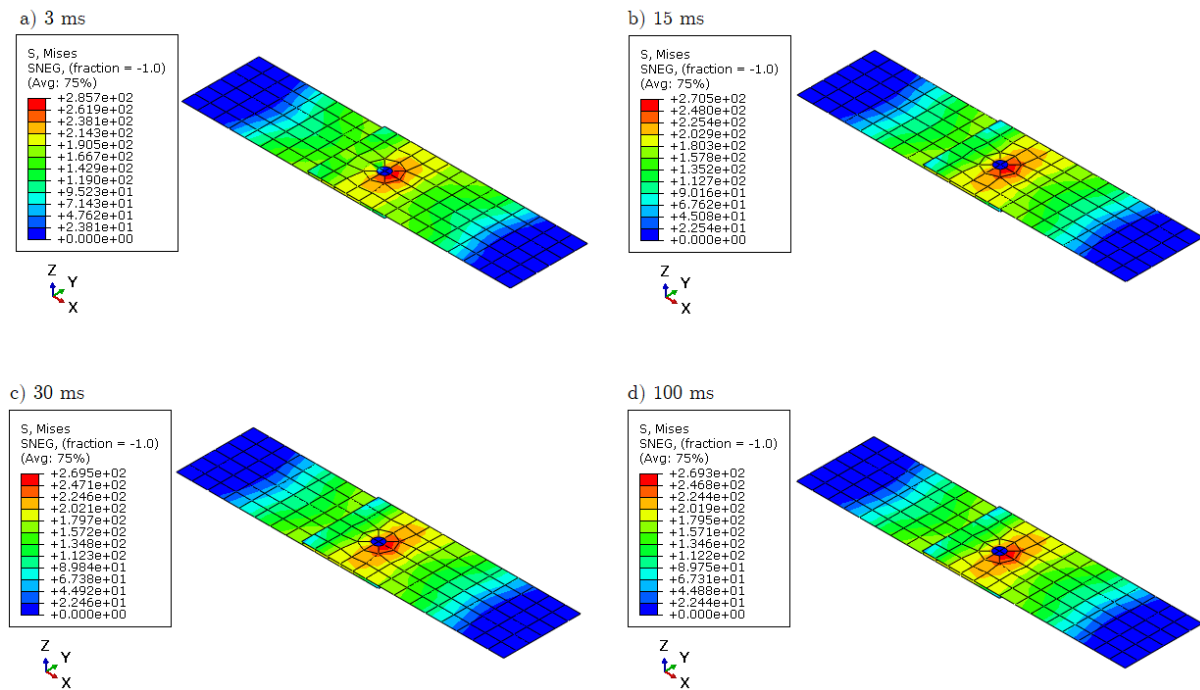 a) 3 ms
S, Mises
SNEG, (fraction = -1.0)
(Avg: 75%)
+2.857e+02
+2.619e+02
+2.381e+02
+2.143e+02
+1.905e+02
+1.667e+02
+1.429e+02
+1.190e+02
+9.523e+01
+7.143e+01
+4.762e+01
+2.381e+01
+0.000e+00
Z
Y
X
b) 15 ms
S, Mises
SNEG, (fraction = -1.0)
(Avg: 75%)
+2.705e+02
+2.480e+02
+2.254e+02
+2.029e+02
+1.803e+02
+1.578e+02
+1.352e+02
+1.127e+02
+9.016e+01
+6.762e+01
+4.508e+01
+2.254e+01
+0.000e+00
Z
Y
X
c) 30 ms
S, Mises
SNEG, (fraction = -1.0)
(Avg: 75%)
+2.695e+02
+2.471e+02
+2.246e+02
+2.021e+02
+1.797e+02
+1.572e+02
+1.348e+02
+1.123e+02
+8.984e+01
+6.738e+01
+4.492e+01
+2.246e+01
+0.000e+00
Z
Y
X
d) 100 ms
S, Mises
SNEG, (fraction = -1.0)
(Avg: 75%)
+2.693e+02
+2.468e+02
+2.244e+02
+2.019e+02
+1.795e+02
+1.571e+02
+1.346e+02
+1.122e+02
+8.975e+01
+6.731e+01
+4.488e+01
+2.244e+01
+0.000e+00
Z
Y
X